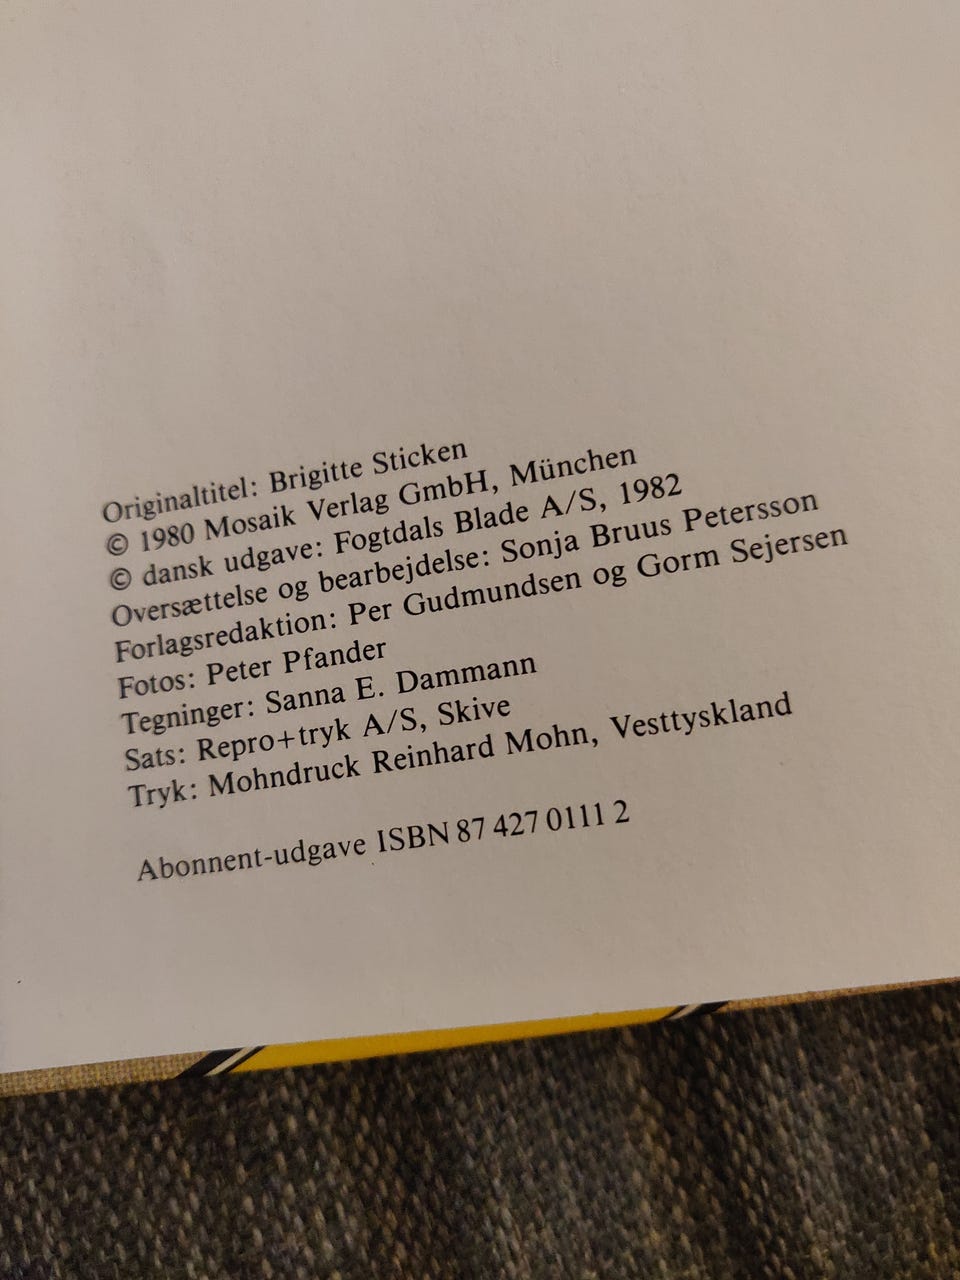 Originaltitel: Brigitte Sticken
© 1980 Mosaik Verlag GmbH, München
© dansk udgave: Fogtdals Blade A/S, 1982
Oversættelse og bearbejdelse: Sonja Bruus Petersson
Forlagsredaktion: Per Gudmundsen og Gorm Sejersen
Fotos: Peter Pfander
Tegninger: Sanna E. Dammann
Sats: Repro+tryk A/S, Skive
Tryk: Mohndruck Reinhard Mohn, Vesttyskland
Abonnent-udgave ISBN 87 427 0111 2